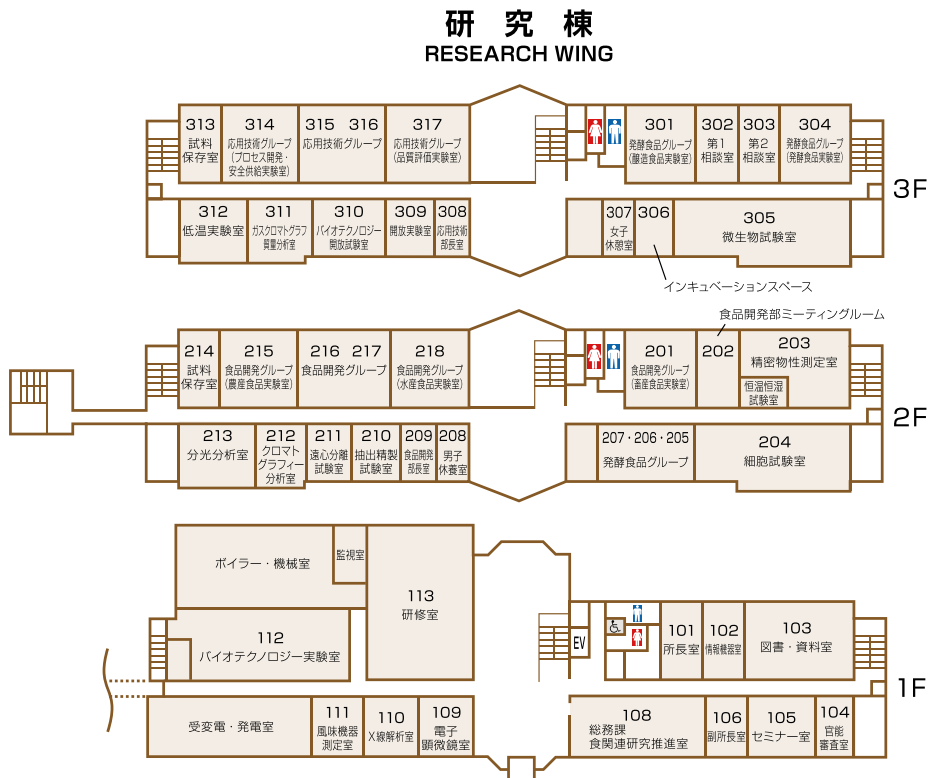 研究棟
RESEARCH WING
313
試料
保存室
314
応用技術グループ
(プロセス開発・
安全供給実験室)
315 316
応用技術グループ
317
応用技術グループ
(品質評価実験室)
301
発酵食品グループ
(醸造食品実験室)
302
第1
相談室
303
第2
相談室
304
発酵食品グループ
(発酵食品実験室)
3F
312
低温実験室
311
ガスクロマトグラフ
質量分析室
310
バイオテクノロジー
開放試験室
309
開放実験室
308
応用技術
部長室
307
女子
休憩室
306
305
微生物試験室
インキュベーションスペース
食品開発部ミーティングルーム
214
試料
保存室
215
食品開発グループ
(農産食品実験室)
216 217
食品開発グループ
218
食品開発グループ
(水産食品実験室)
201
食品開発グループ
(畜産食品実験室)
202
203
精密物性測定室
恒温恒湿
試験室
2F
213
分光分析室
212
クロマト
グラフィー
分析室
211
遠心分離
試験室
210
抽出精製
試験室
209
食品開発
部長室
208
男子
休養室
207・206・205
発酵食品グループ
204
細胞試験室
ボイラー・機械室
監視室
113
研修室
112
バイオテクノロジー実験室
EV
101
所長室
102
情報機器室
103
図書・資料室
1F
受変電・発電室
111
風味機器
測定室
110
X線解析室
109
電子
顕微鏡室
108
総務課
食関連研究推進室
106
副所長室
105
セミナー室
104
官能
審査室